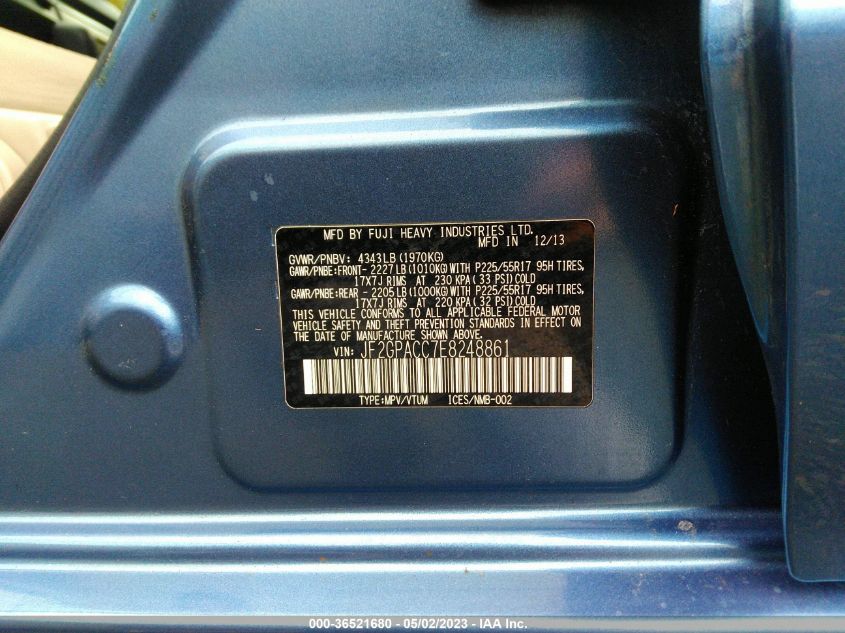 MFD BY FUJI HEAVY INDUSTRIES LTD.
MFD IN 12/13
GVWR/PNBV: 4343LB(1970KG)
GAWR/PNBE:FRONT- 2227LB(1010KG)WITH P225/55R17 95H TIRES,
17X7J RIMS AT 230 KPA(33 PSI)COLD
GAWR/PNBE:REAR - 2205LB(1000KG)WITH P225/55R17 95H TIRES,
17X7J RIMS AT 220 KPA(32 PSI)COLD
THIS VEHICLE CONFORMS TO ALL APPLICABLE FEDERAL MOTOR
VEHICLE SAFETY AND THEFT PREVENTION STANDARDS IN EFFECT ON
THE DATE OF MANUFACTURE SHOWN ABOVE.
VIN: JF2GPACC7E8248861
TYPE:MPV/VTUM ICES/NMB-002
000-36521680 - 05/02/2023 - IAA Inc.